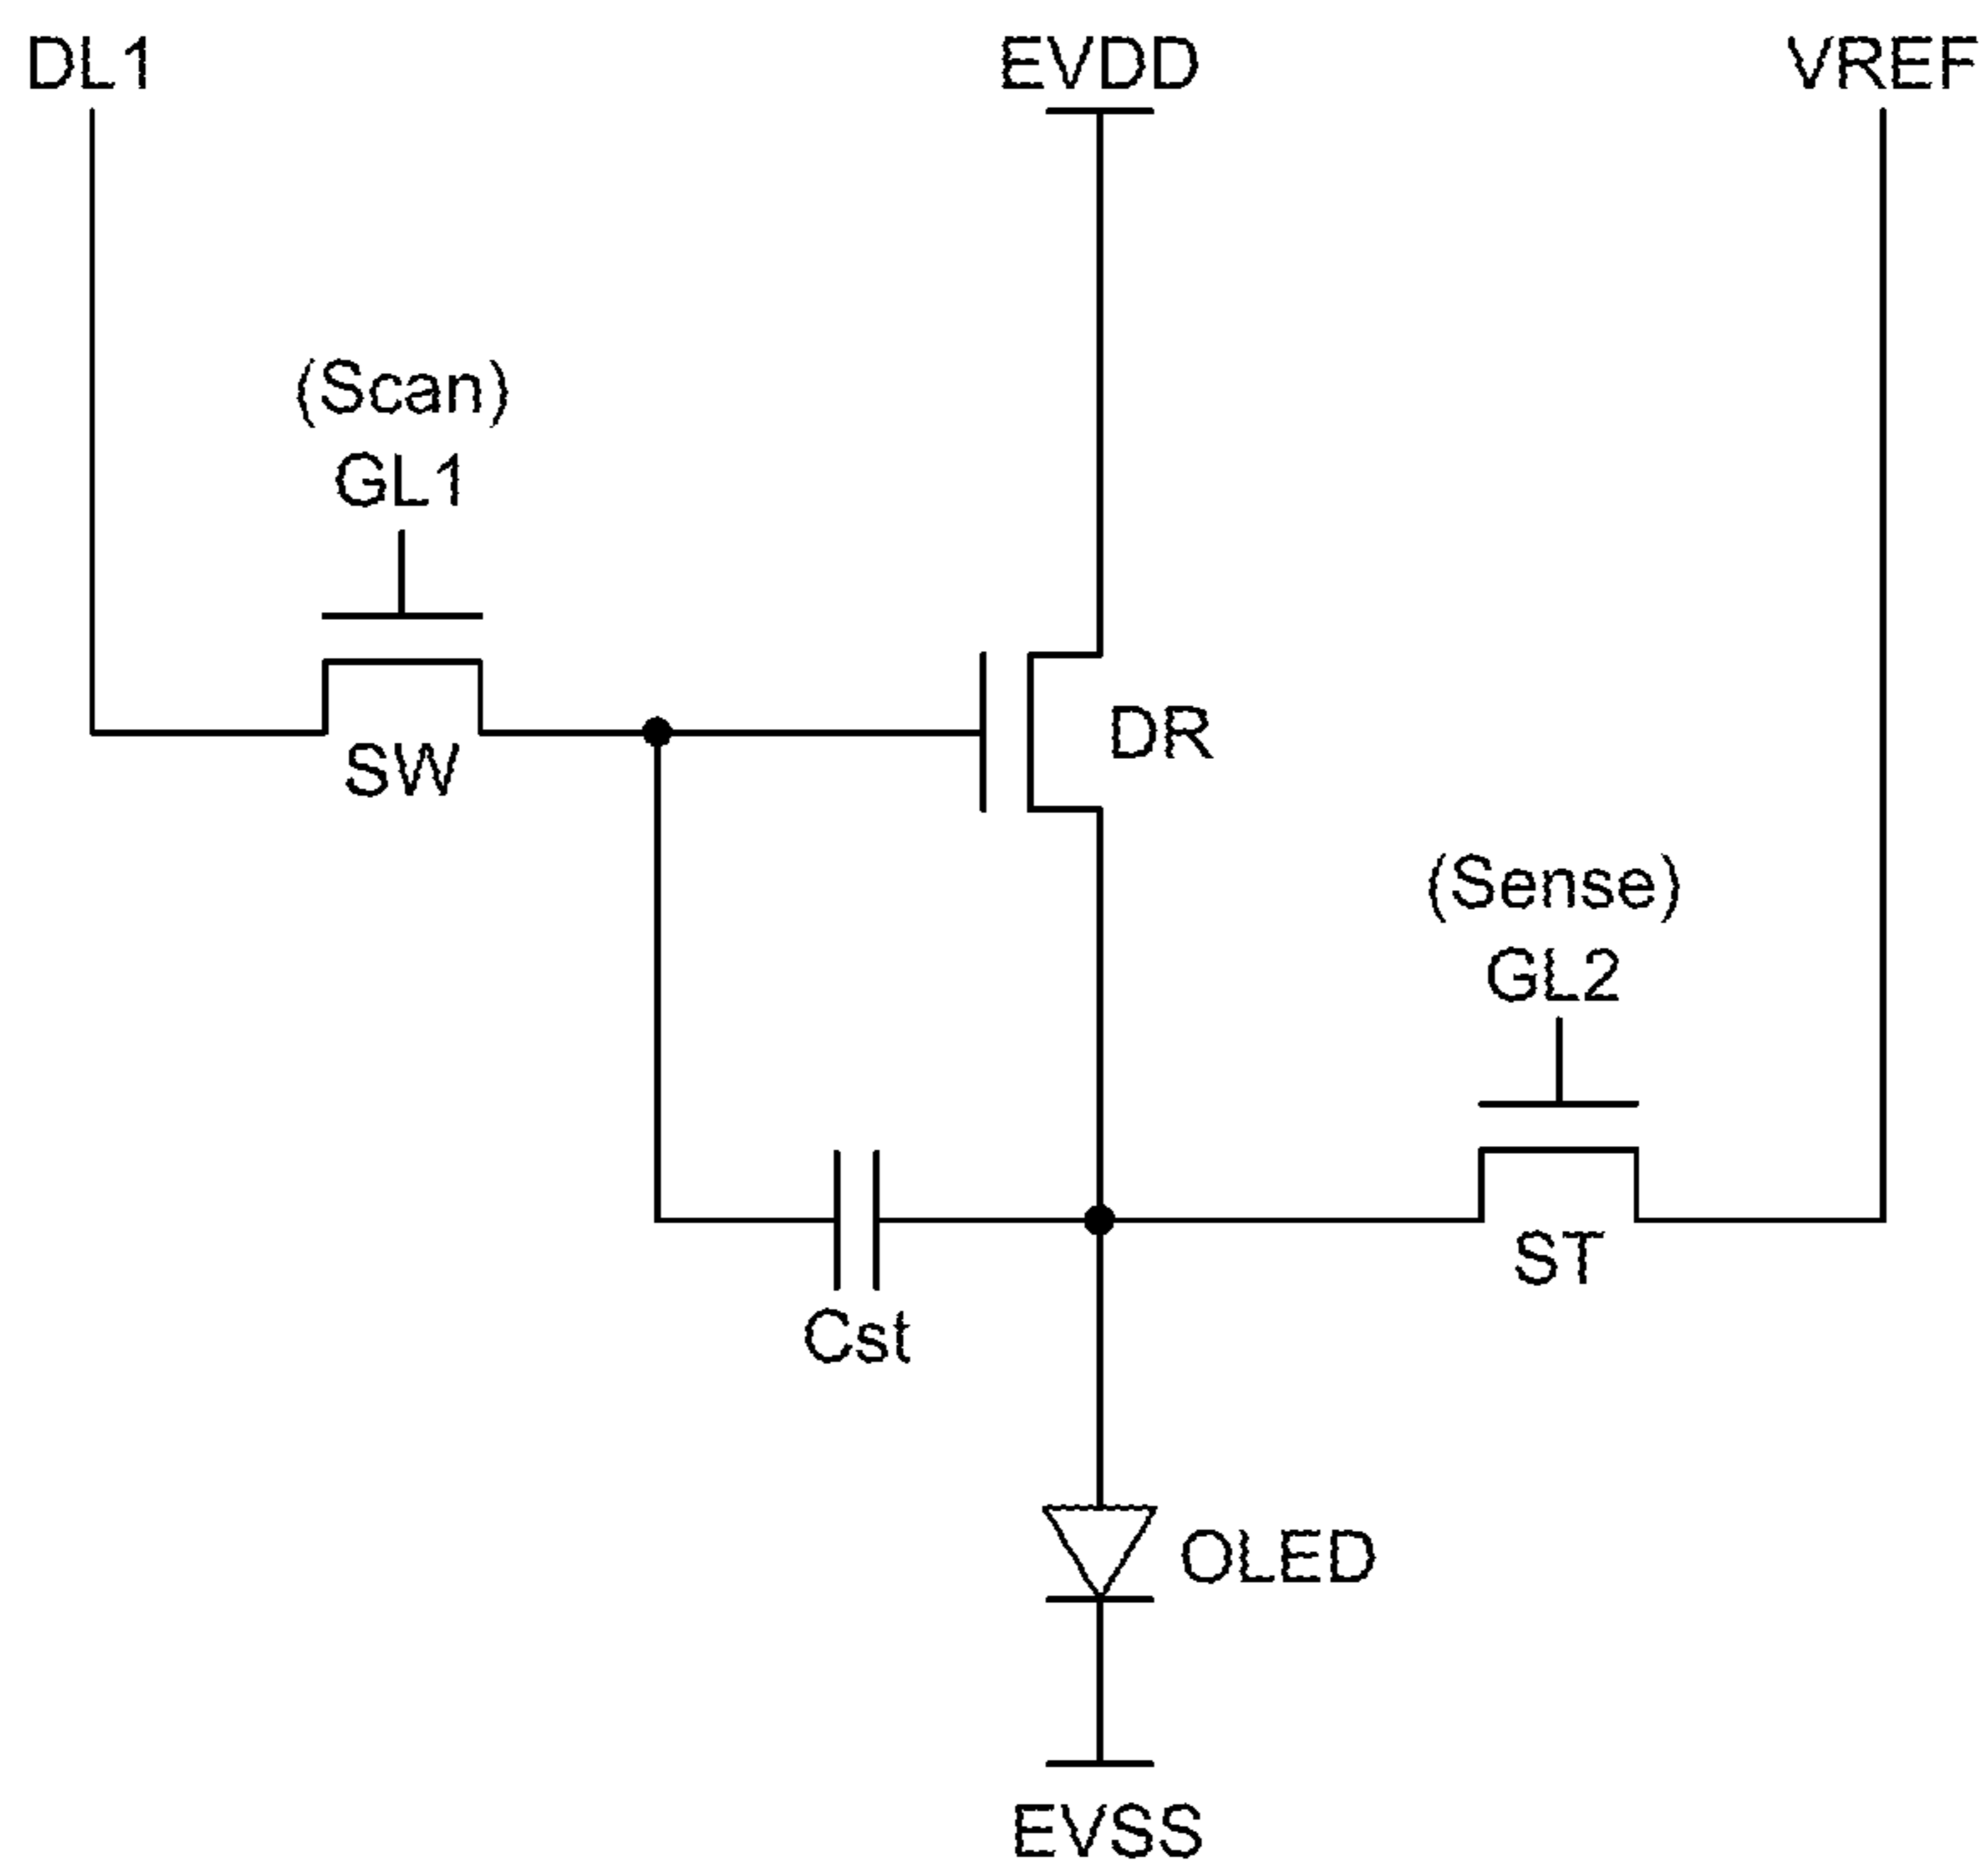 DL1
EVDD
VREF
(Scan)
GL1
SW
DR
(Sense)
GL2
ST
Cst
OLED
EVSS